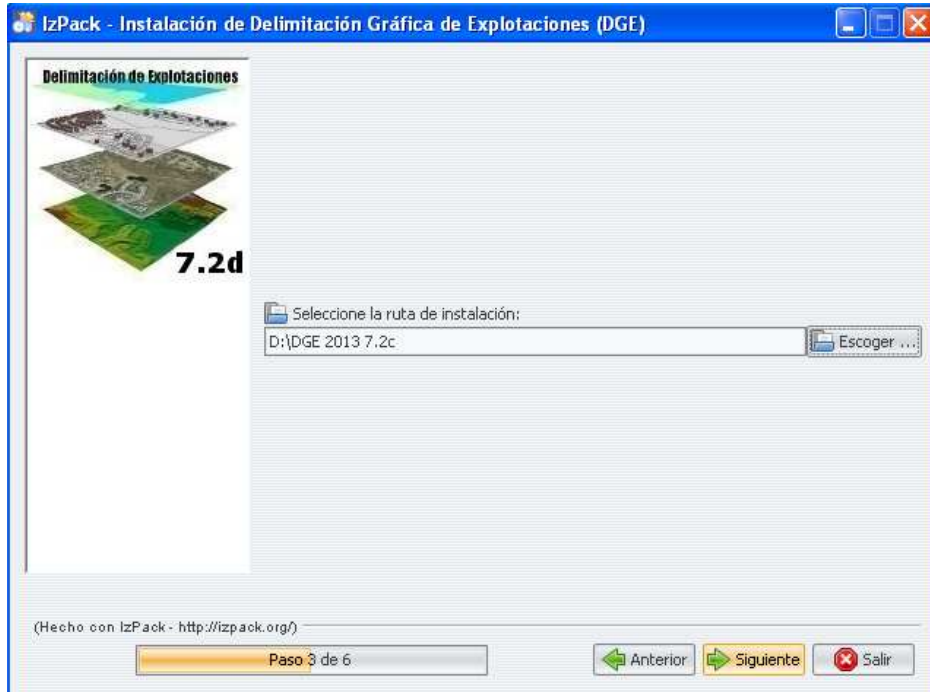 IzPack - Instalación de Delimitación Gráfica de Explotaciones (DGE)
Delimitación de Explotaciones
7.2d
Seleccione la ruta de instalación:
D:\DGE 2013 7.2c
Escoger ...
(Hecho con IzPack - http://izpack.org/)
Paso 3 de 6
Anterior
Siguiente
Salir